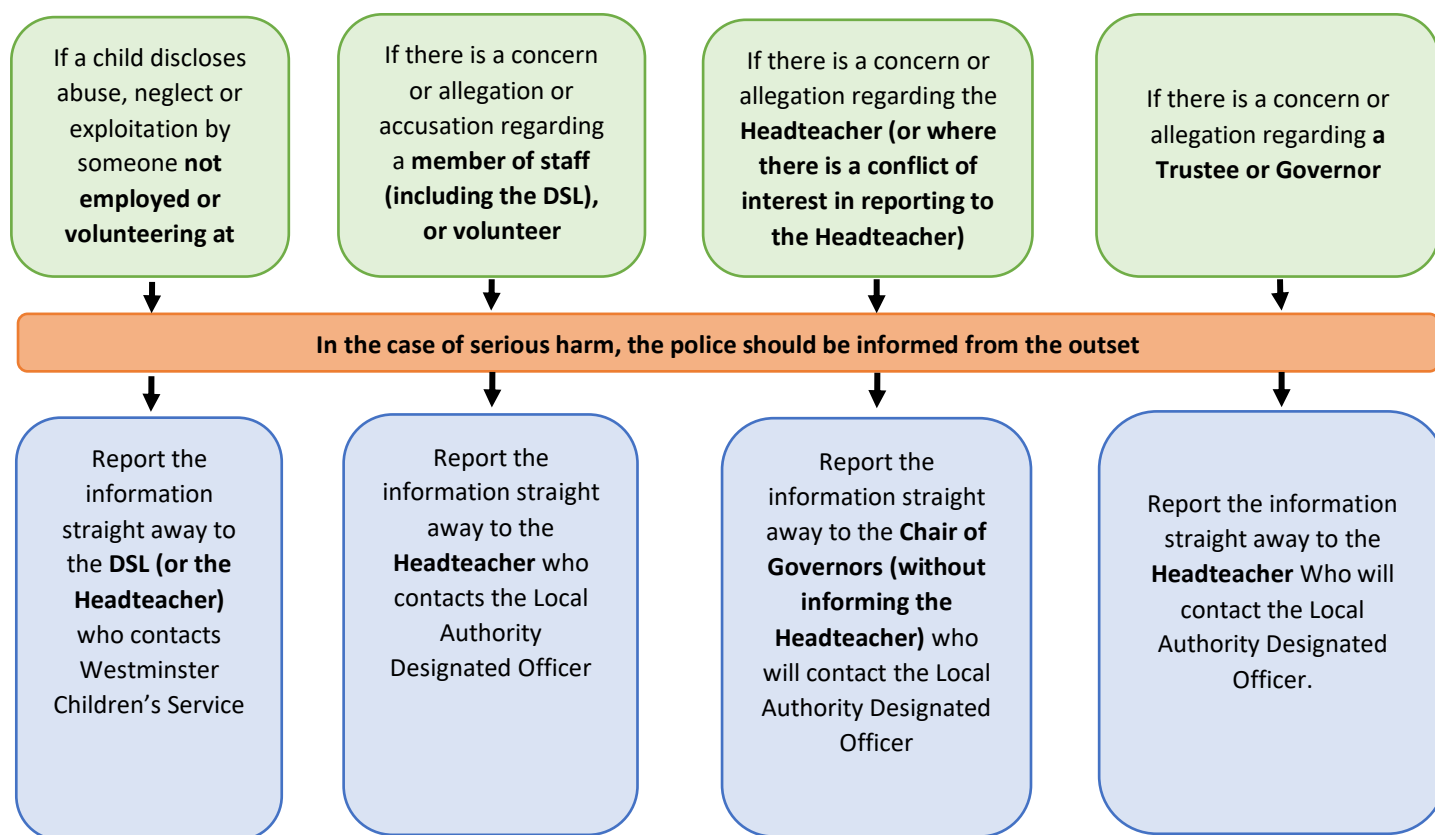 If a child discloses
abuse, neglect or
exploitation by
someone not
employed or
volunteering at
If there is a concern
or allegation or
accusation regarding
a member of staff
(including the DSL),
or volunteer
If there is a concern or
allegation regarding the
Headteacher (or where
there is a conflict of
interest in reporting to
the Headteacher)
If there is a concern or
allegation regarding a
Trustee or Governor
In the case of serious harm, the police should be informed from the outset
Report the
information
straight away to
the DSL (or the
Headteacher)
who contacts
Westminster
Children’s Service
Report the
information straight
away to the
Headteacher who
contacts the Local
Authority
Designated Officer
Report the
information straight
away to the Chair of
Governors (without
informing the
Headteacher) who
will contact the Local
Authority Designated
Officer
Report the information
straight away to the
Headteacher Who will
contact the Local
Authority Designated
Officer.